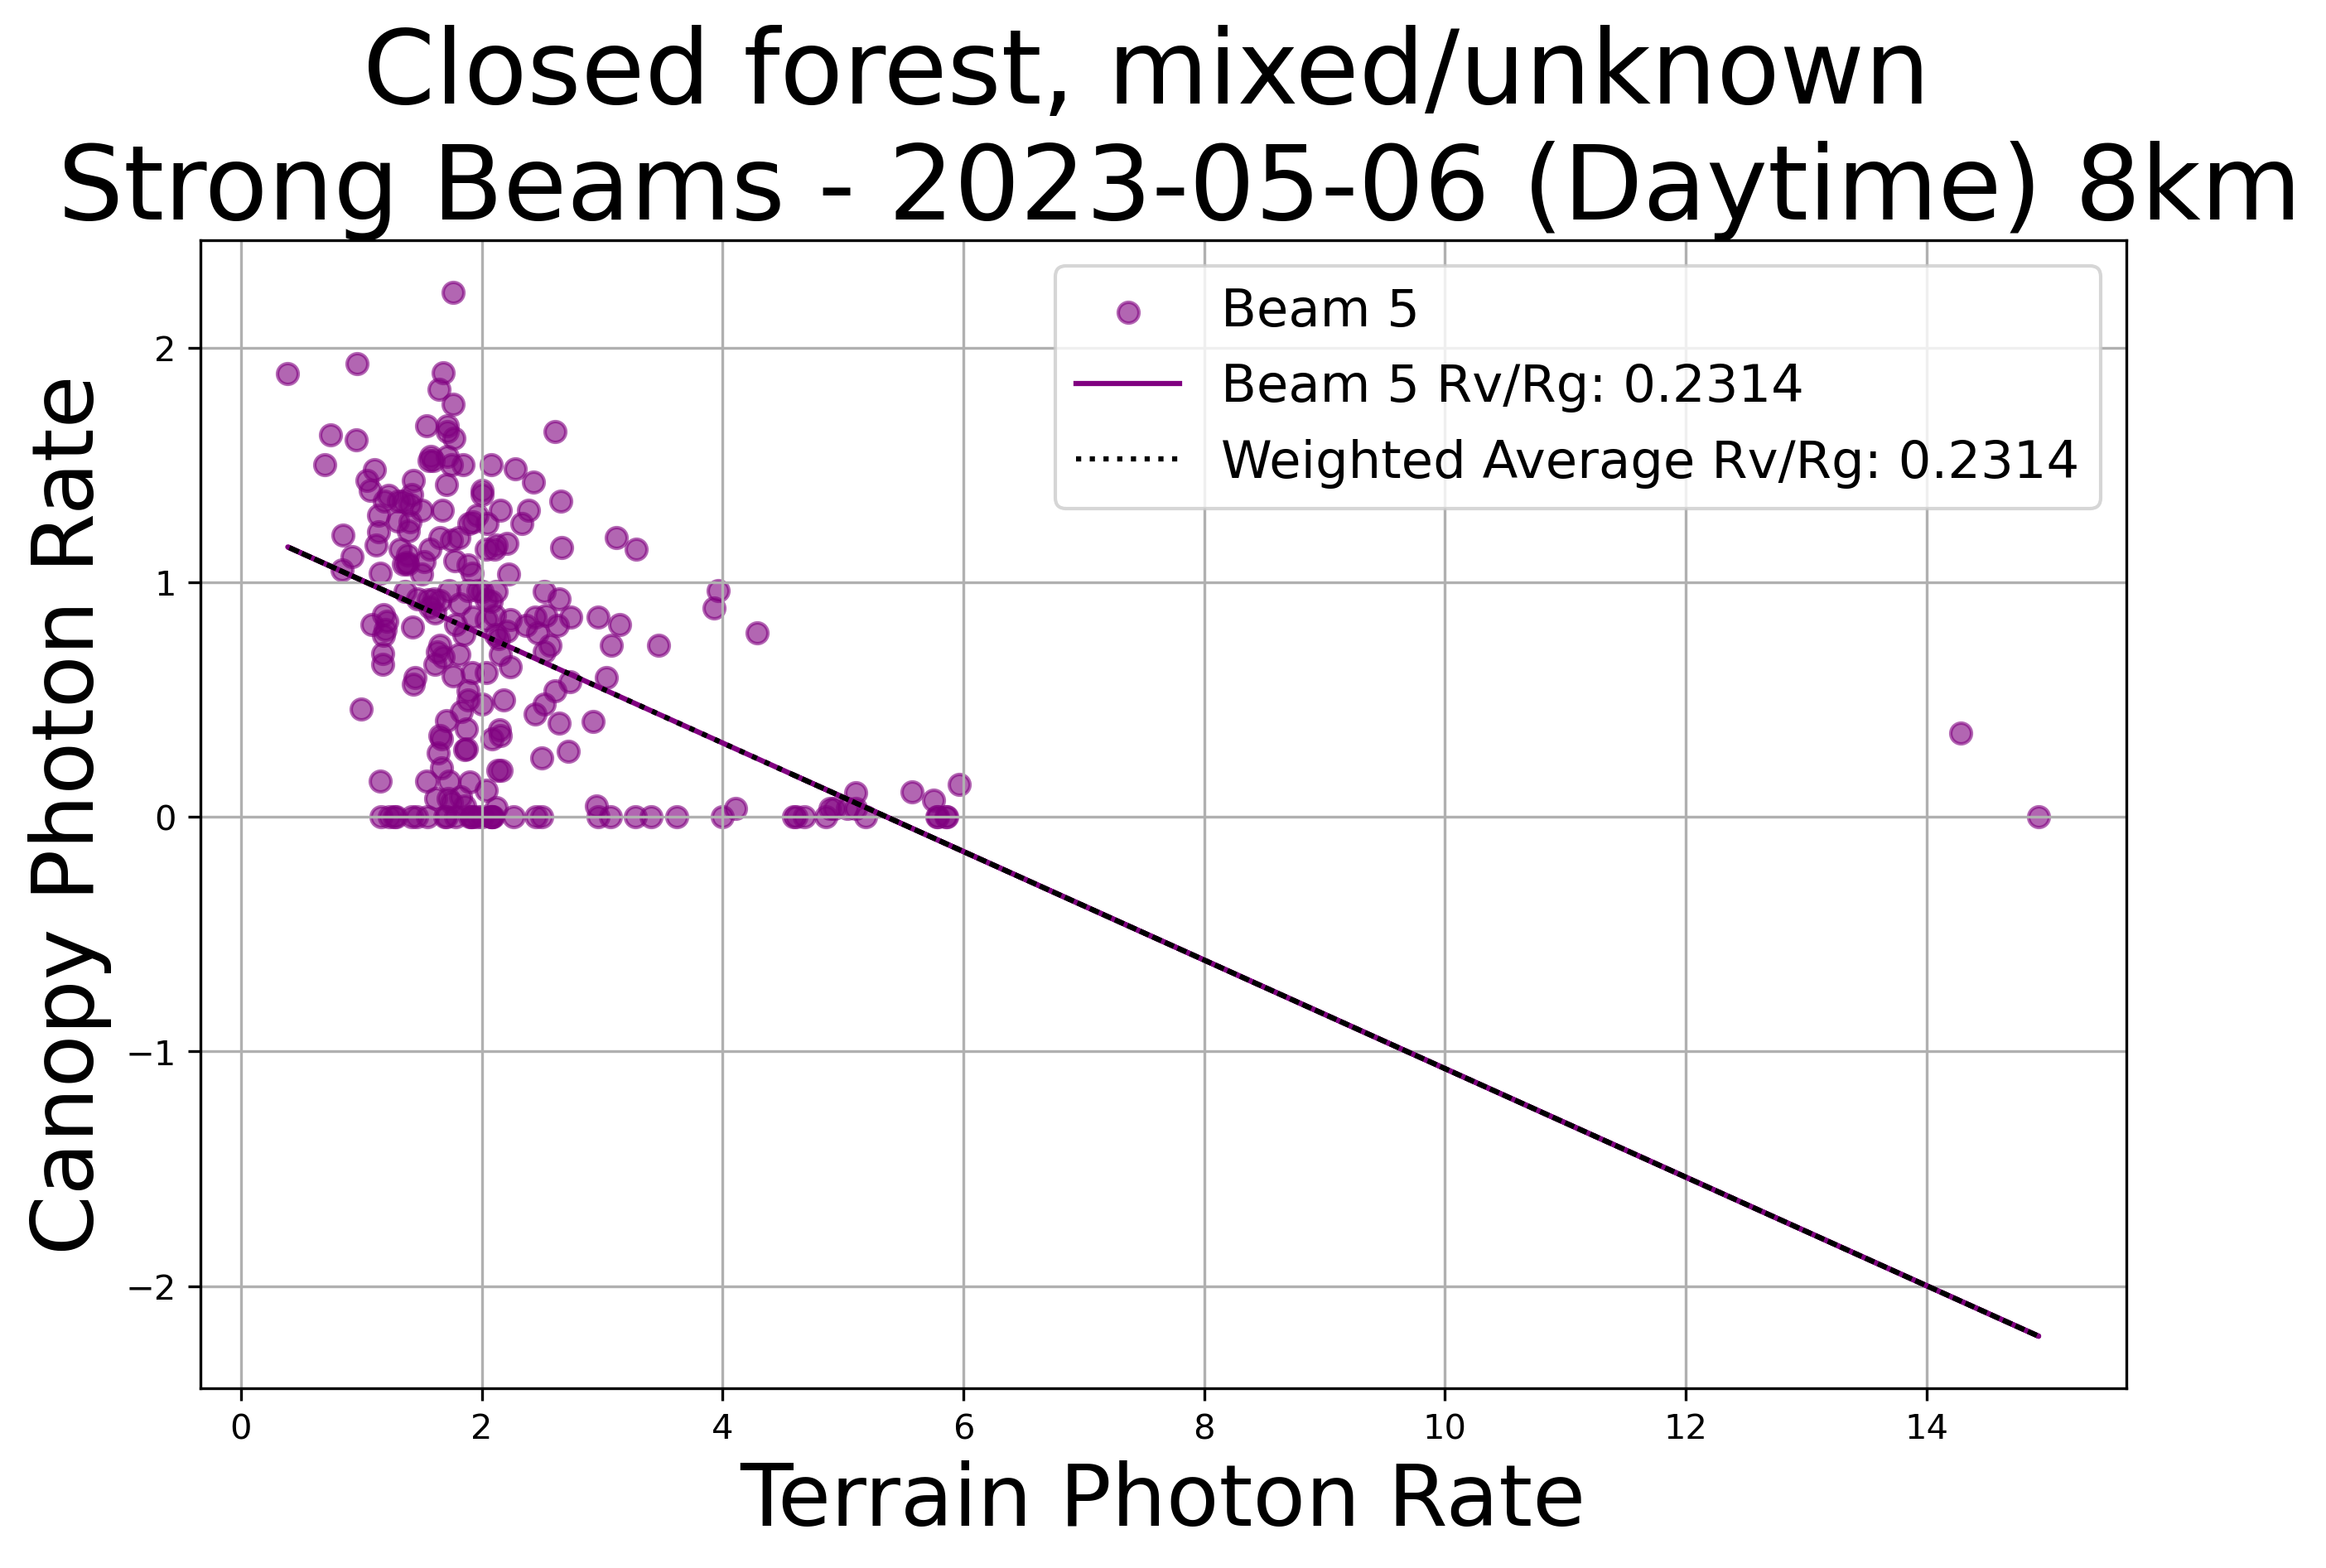 Closed forest, mixed/unknown
Strong Beams - 2023-05-06 (Daytime) 8km
Beam 5
Beam 5 Rv/Rg: 0.2314
Weighted Average Rv/Rg: 0.2314
Canopy Photon Rate
2
1
0
−1
−2
0 2 4 6 8 10 12 14
Terrain Photon Rate